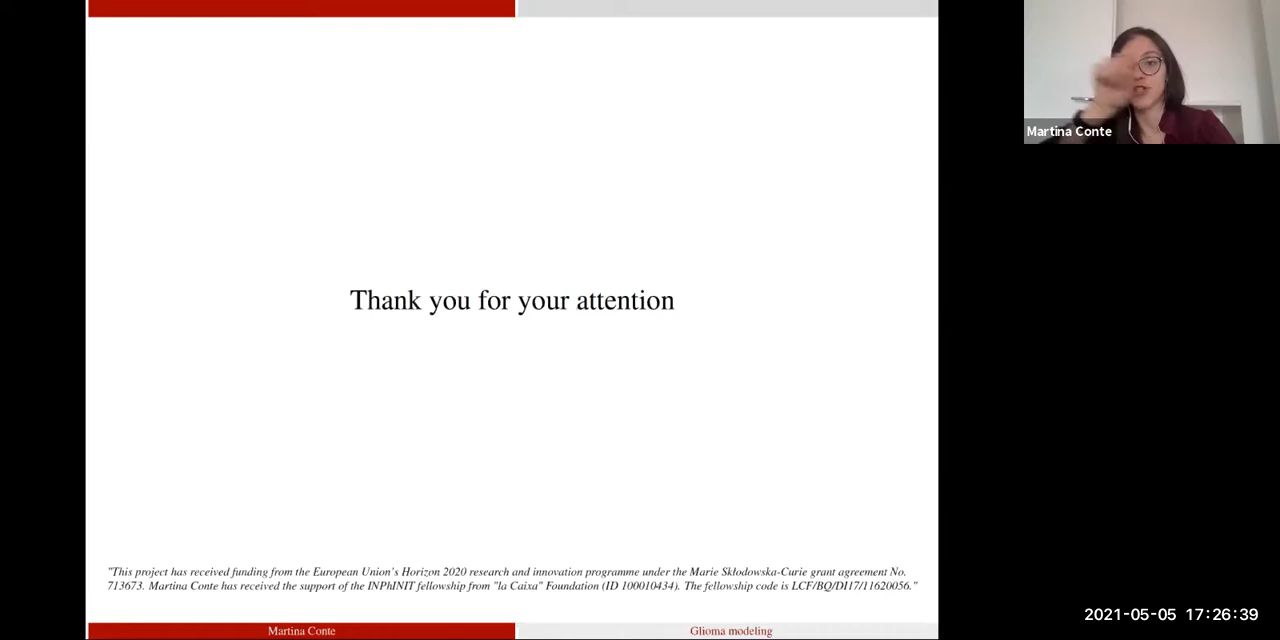 Martina Conte
Thank you for your attention
"This project has received funding from the European Union's Horizon 2020 research and innovation programme under the Marie Skłodowska-Curie grant agreement No.
713673. Martina Conte has received the support of the INPhINIT fellowship from "la Caixa" Foundation (ID 100010434). The fellowship code is LCF/BQ/DI17/11620056."
2021-05-05 17:26:39
Martina Conte
Glioma modeling